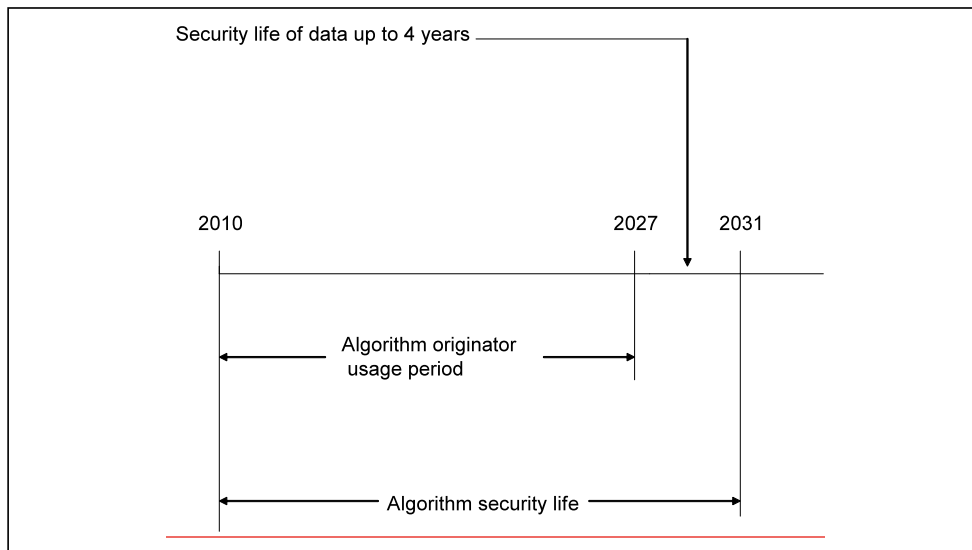 Security life of data up to 4 years
2010 2027 2031
Algorithm originator
usage period
Algorithm security life